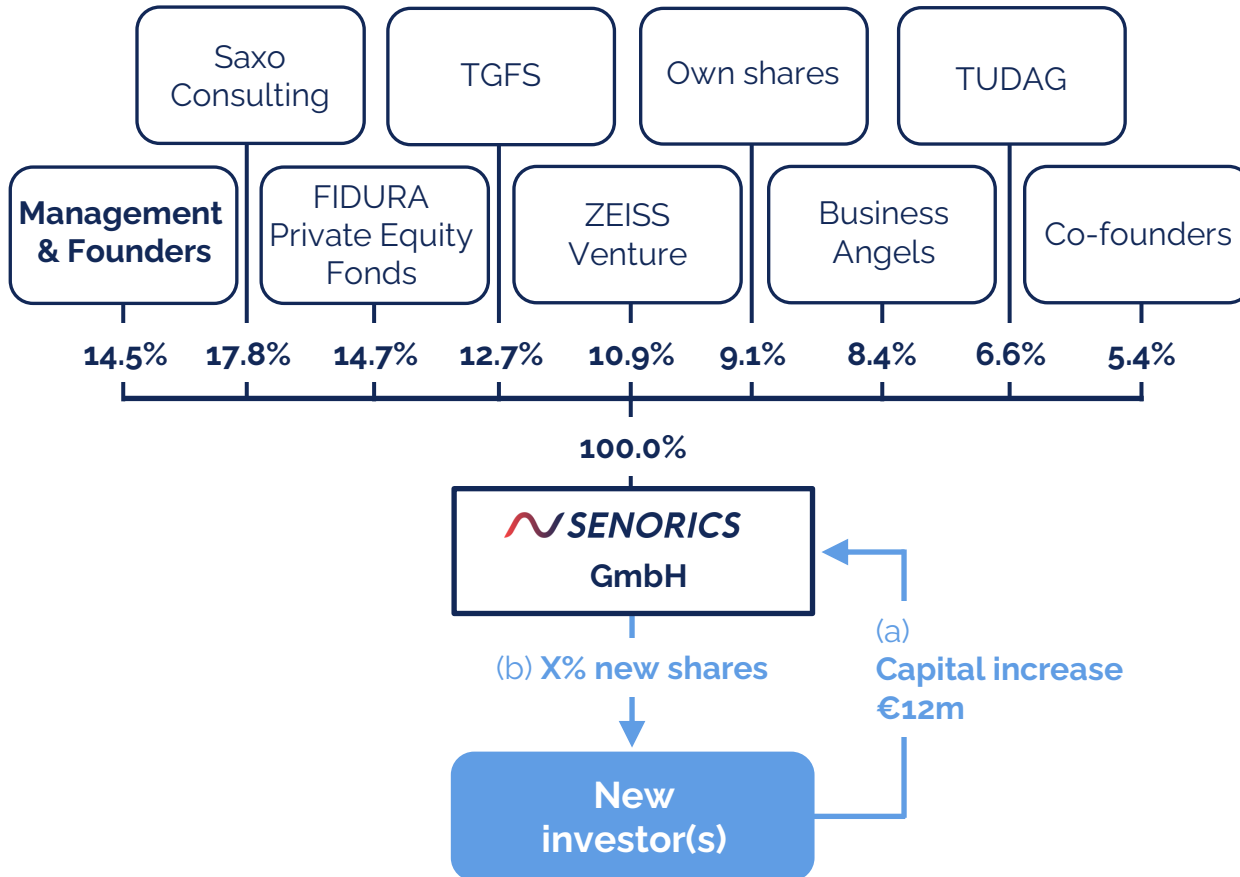 Saxo
Consulting
TGFS
Own shares
TUDAG
Management
& Founders
FIDURA
Private Equity
Fonds
ZEISS
Venture
Business
Angels
Co-founders
14.5%
17.8%
14.7%
12.7%
10.9%
9.1%
8.4%
6.6%
5.4%
100.0%
SENORICS
GmbH
(a)
Capital increase
€12m
(b) X% new shares
New
investor(s)